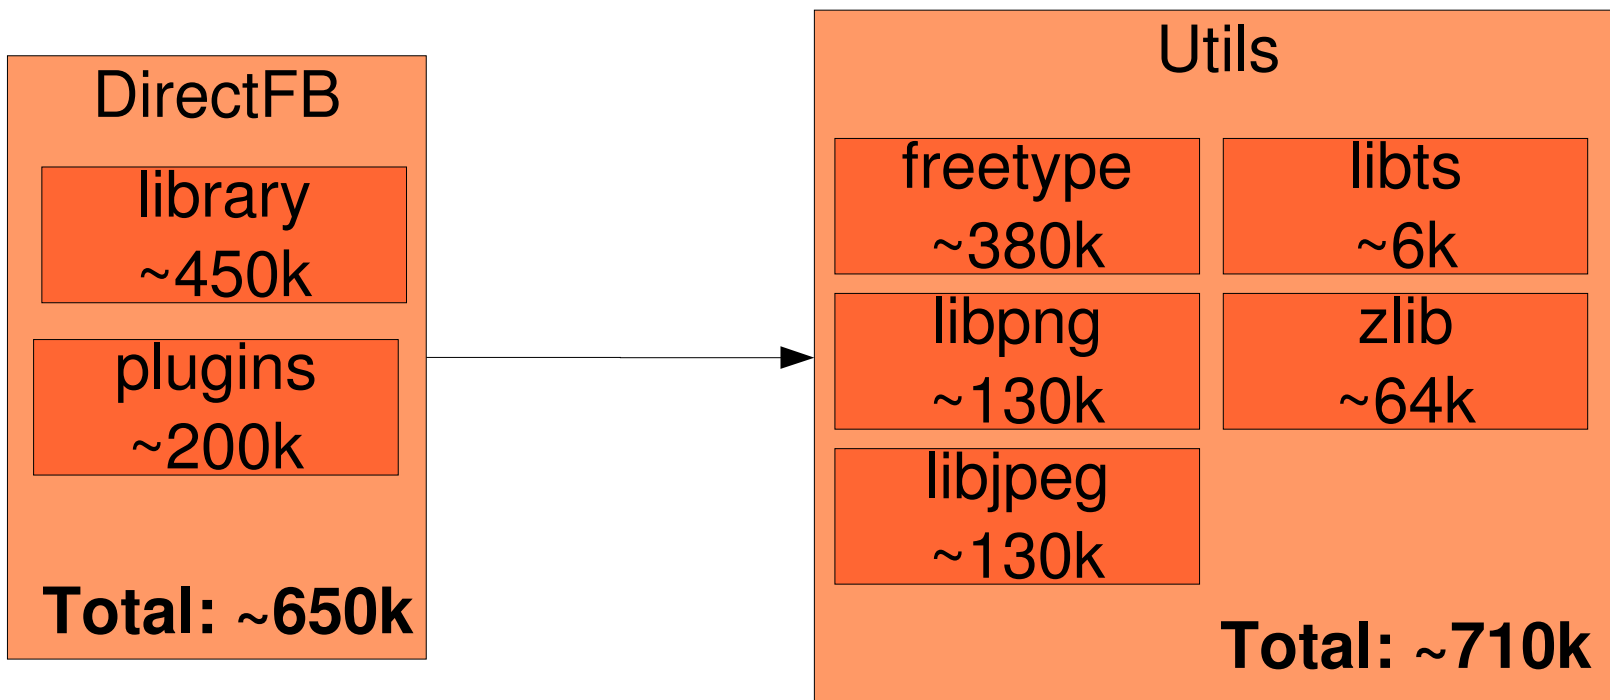 DirectFB
library
~450k
plugins
~200k
Total: ~650k
Utils
freetype
~380k
libts
~6k
libpng
~130k
zlib
~64k
libjpeg
~130k
Total: ~710k